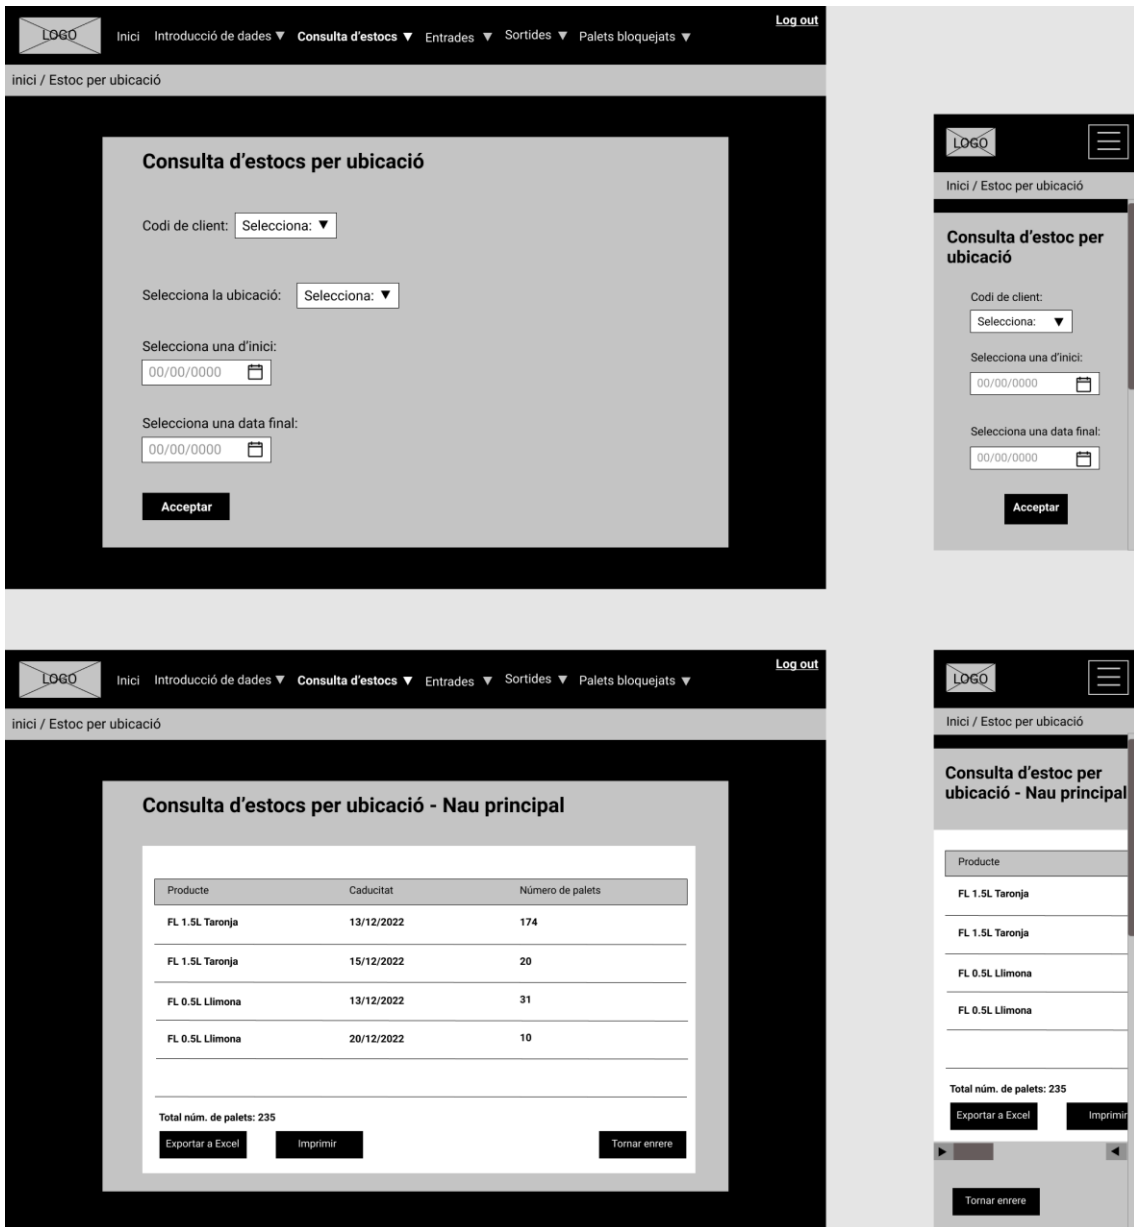 LOGO
Inici Introducció de dades ▼ Consulta d'estocs ▼ Entrades ▼ Sortides ▼ Palets bloquejats ▼
Log out
inici / Estoc per ubicació
Consulta d'estocs per ubicació
Codi de client: Selecciona: ▼
Selecciona la ubicació: Selecciona: ▼
Selecciona una d'inici:
00/00/0000
Selecciona una data final:
00/00/0000
Acceptar
LOGO
Inici / Estoc per ubicació
Consulta d'estoc per
ubicació
Codi de client:
Selecciona: ▼
Selecciona una d'inici:
00/00/0000
Selecciona una data final:
00/00/0000
Acceptar
LOGO
Inici Introducció de dades ▼ Consulta d'estocs ▼ Entrades ▼ Sortides ▼ Palets bloquejats ▼
Log out
inici / Estoc per ubicació
Consulta d'estocs per ubicació - Nau principal
Producte Caducitat Número de palets
FL 1.5L Taronja 13/12/2022 174
FL 1.5L Taronja 15/12/2022 20
FL 0.5L Llimona 13/12/2022 31
FL 0.5L Llimona 20/12/2022 10
Total núm. de palets: 235
Exportar a Excel Imprimir Tornar enrere
LOGO
Inici / Estoc per ubicació
Consulta d'estoc per
ubicació - Nau principal
Producte
FL 1.5L Taronja
FL 1.5L Taronja
FL 0.5L Llimona
FL 0.5L Llimona
Total núm. de palets: 235
Exportar a Excel Imprimir
Tornar enrere